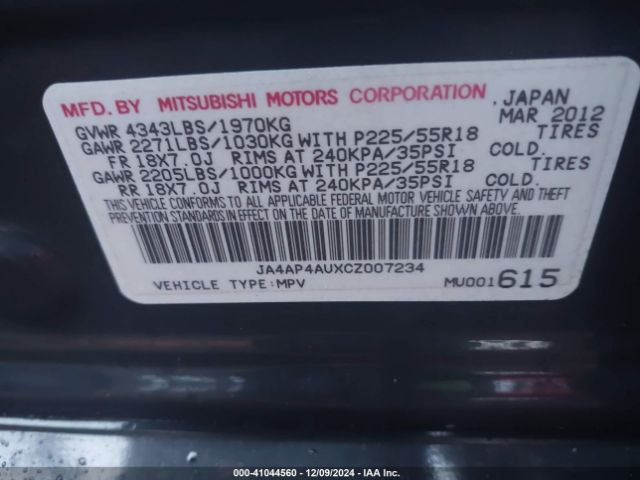 MFD. BY MITSUBISHI MOTORS CORPORATION, JAPAN
GVWR 4343LBS/1970KG MAR 2012
GAWR 2271LBS/1030KG WITH P225/55R18 TIRES
FR 18X7.0J RIMS AT 240KPA/35PSI COLD.
GAWR 2205LBS/1000KG WITH P225/55R18 TIRES
RR 18X7.0J RIMS AT 240KPA/35PSI COLD.
THIS VEHICLE CONFORMS TO ALL APPLICABLE FEDERAL MOTOR VEHICLE SAFETY AND THEFT
PREVENTION STANDARDS IN EFFECT ON THE DATE OF MANUFACTURE SHOWN ABOVE.
JA4AP4AUXCZ007234
VEHICLE TYPE:MPV MU001615
000-41044560 - 12/09/2024 - IAA Inc.